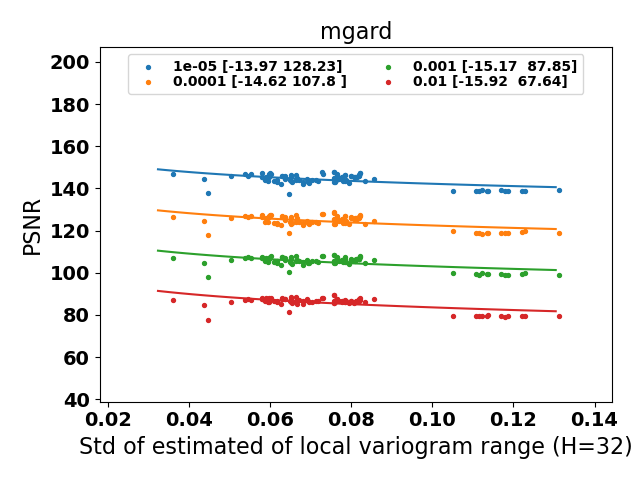 mgard
1e-05 [-13.97 128.23]
0.0001 [-14.62 107.8 ]
0.001 [-15.17  87.85]
0.01 [-15.92  67.64]
PSNR
200
180
160
140
120
100
80
60
40
0.02 0.04 0.06 0.08 0.10 0.12 0.14
Std of estimated of local variogram range (H=32)